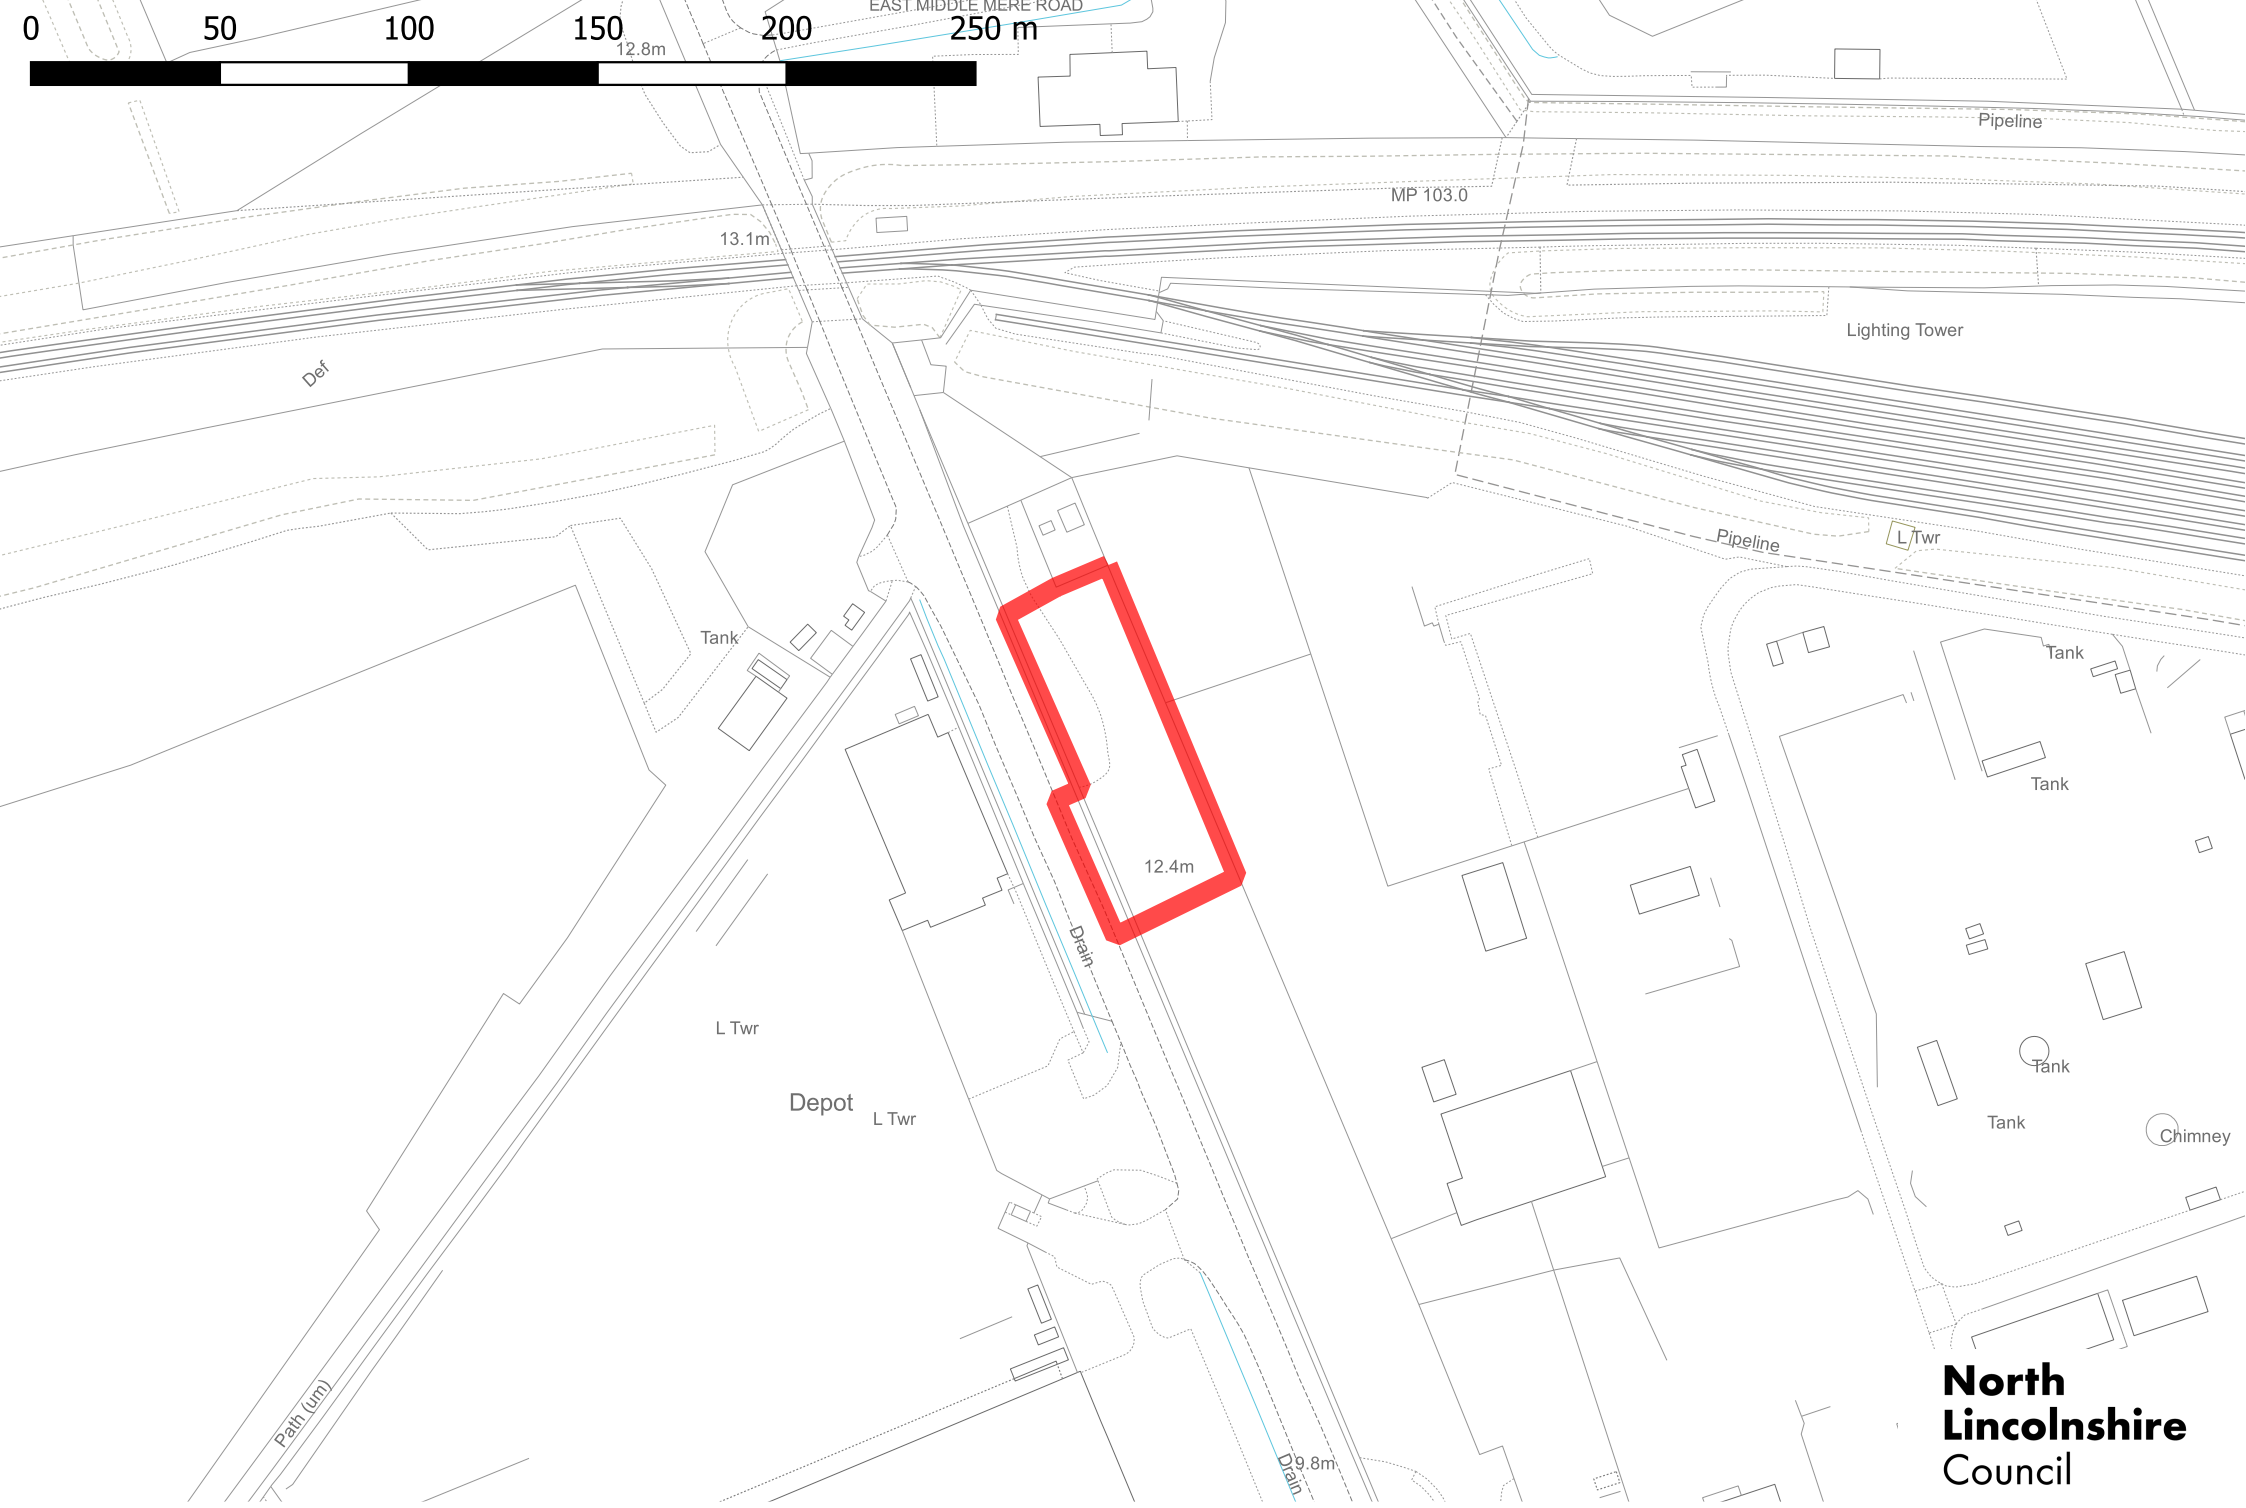 EAST MIDDLE MERE ROAD
0 50 100 150 200 250 m
12.8m
Pipeline
MP 103.0
13.1m
Lighting Tower
Def
Pipeline
L Twr
Tank
Tank
Tank
12.4m
Drain
L Twr
Tank
Depot
L Twr
Tank
Chimney
Path (um)
Drain
9.8m
North
Lincolnshire
Council